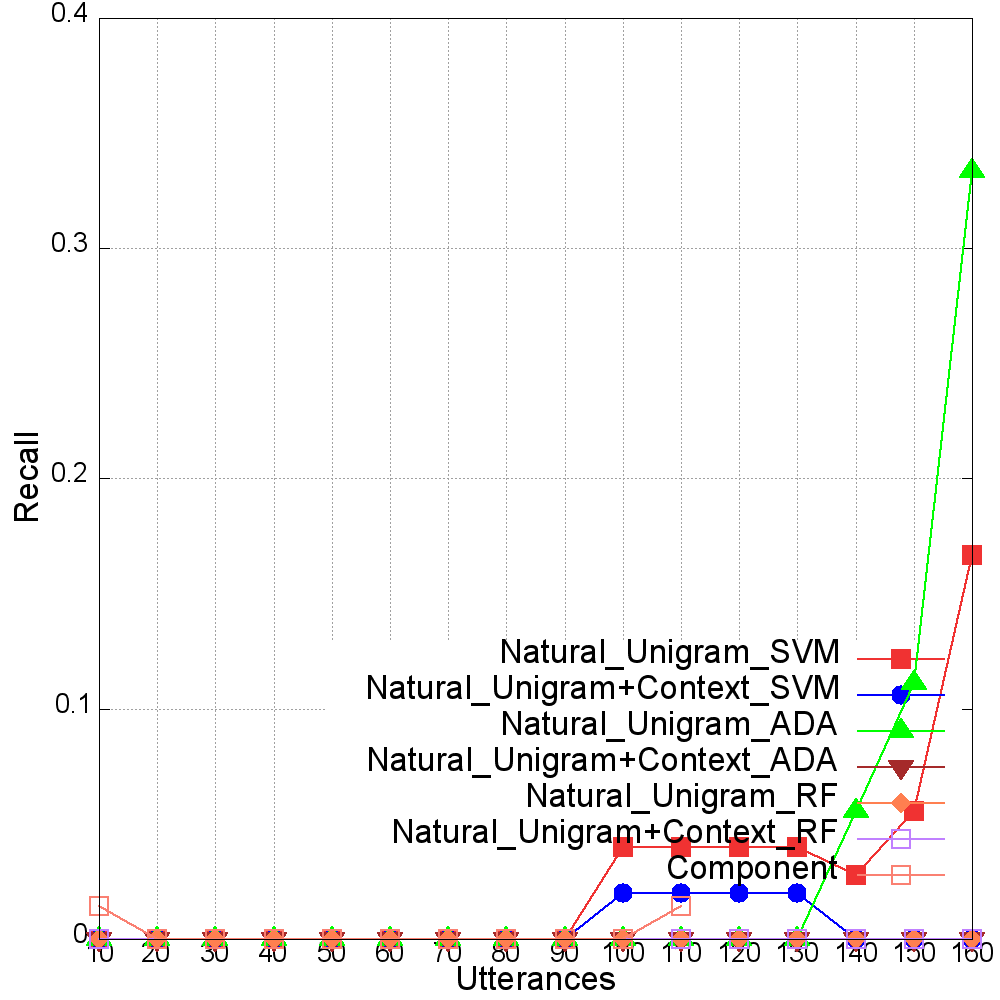 0.4
0.3
0.2
0.1
0
Recall
Natural_Unigram_SVM
Natural_Unigram+Context_SVM
Natural_Unigram_ADA
Natural_Unigram+Context_ADA
Natural_Unigram_RF
Natural_Unigram+Context_RF
Component
10 20 30 40 50 60 70 80 90 100 110 120 130 140 150 160
Utterances